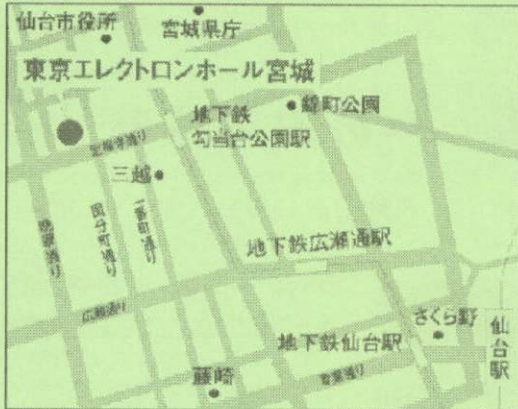 仙台市役所
宮城県庁
東京エレクトロンホール宮城
錦町公園
地下鉄
勾当台公園駅
定禅寺通り
三越
晩翠通り
国分町通り
一番町通り
地下鉄広瀬通駅
広瀬通り
さくら野
地下鉄仙台駅
仙台駅
藤崎
青葉通り